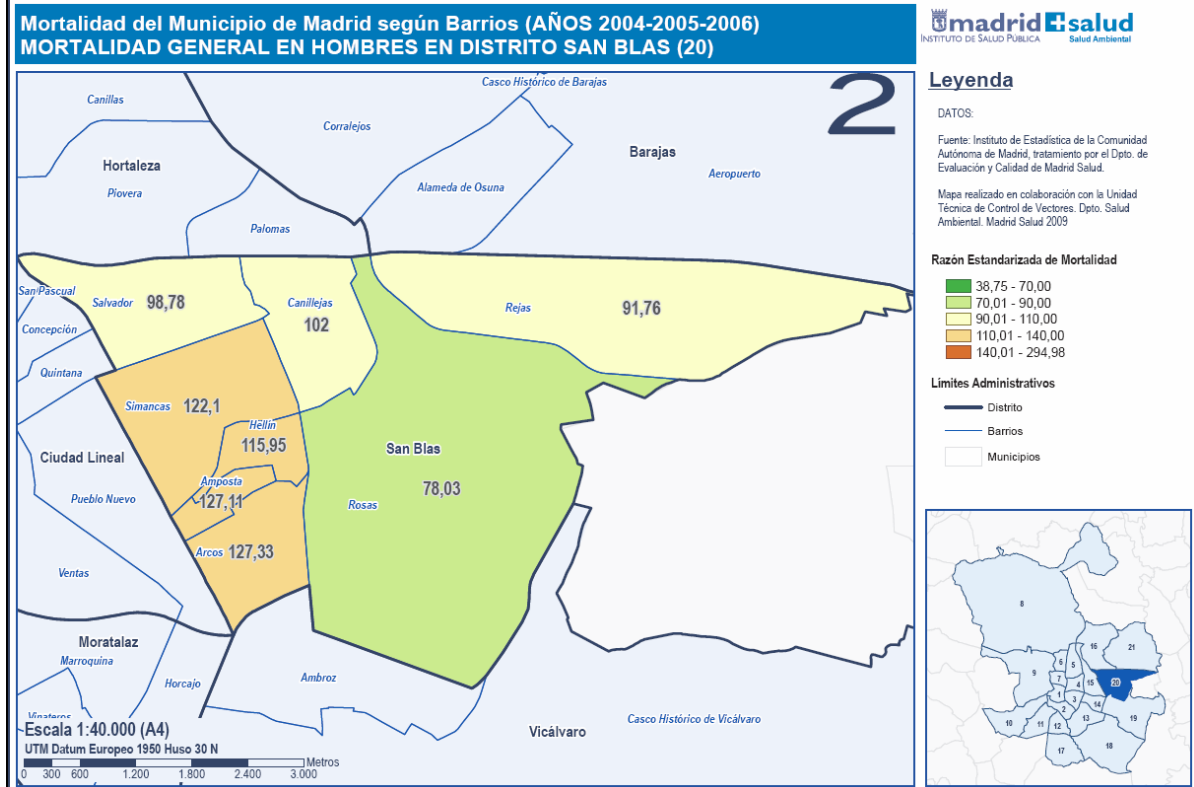 Mortalidad del Municipio de Madrid según Barrios (AÑOS 2004-2005-2006)
MORTALIDAD GENERAL EN HOMBRES EN DISTRITO SAN BLAS (20)
madrid salud
INSTITUTO DE SALUD PÚBLICA
Salud Ambiental
2
Casco Histórico de Barajas
Canillas
Corralejos
Hortaleza
Barajas
Aeropuerto
Piovera
Alameda de Osuna
Palomas
San Pascual
Salvador
98,78
Canillejas
102
Rejas
91,76
Concepción
Quintana
Simancas
122,1
Hellín
115,95
San Blas
Ciudad Lineal
Amposta
127,11
78,03
Pueblo Nuevo
Rosas
Arcos
127,33
Ventas
Moratalaz
Marroquina
Horcajo
Ambroz
Vinateros
Vicálvaro
Casco Histórico de Vicálvaro
Escala 1:40.000 (A4)
UTM Datum Europeo 1950 Huso 30 N
Metros
0 300 600 1.200 1.800 2.400 3.000
Leyenda
DATOS:
Fuente: Instituto de Estadística de la Comunidad
Autónoma de Madrid, tratamiento por el Dpto. de
Evaluación y Calidad de Madrid Salud.
Mapa realizado en colaboración con la Unidad
Técnica de Control de Vectores. Dpto. Salud
Ambiental. Madrid Salud 2009
Razón Estandarizada de Mortalidad
38,75 - 70,00
70,01 - 90,00
90,01 - 110,00
110,01 - 140,00
140,01 - 294,98
Limites Administrativos
Distrito
Barrios
Municipios
8
16
21
6
5
9
7
4
15
20
1
3
14
2
10
11
12
13
19
17
18